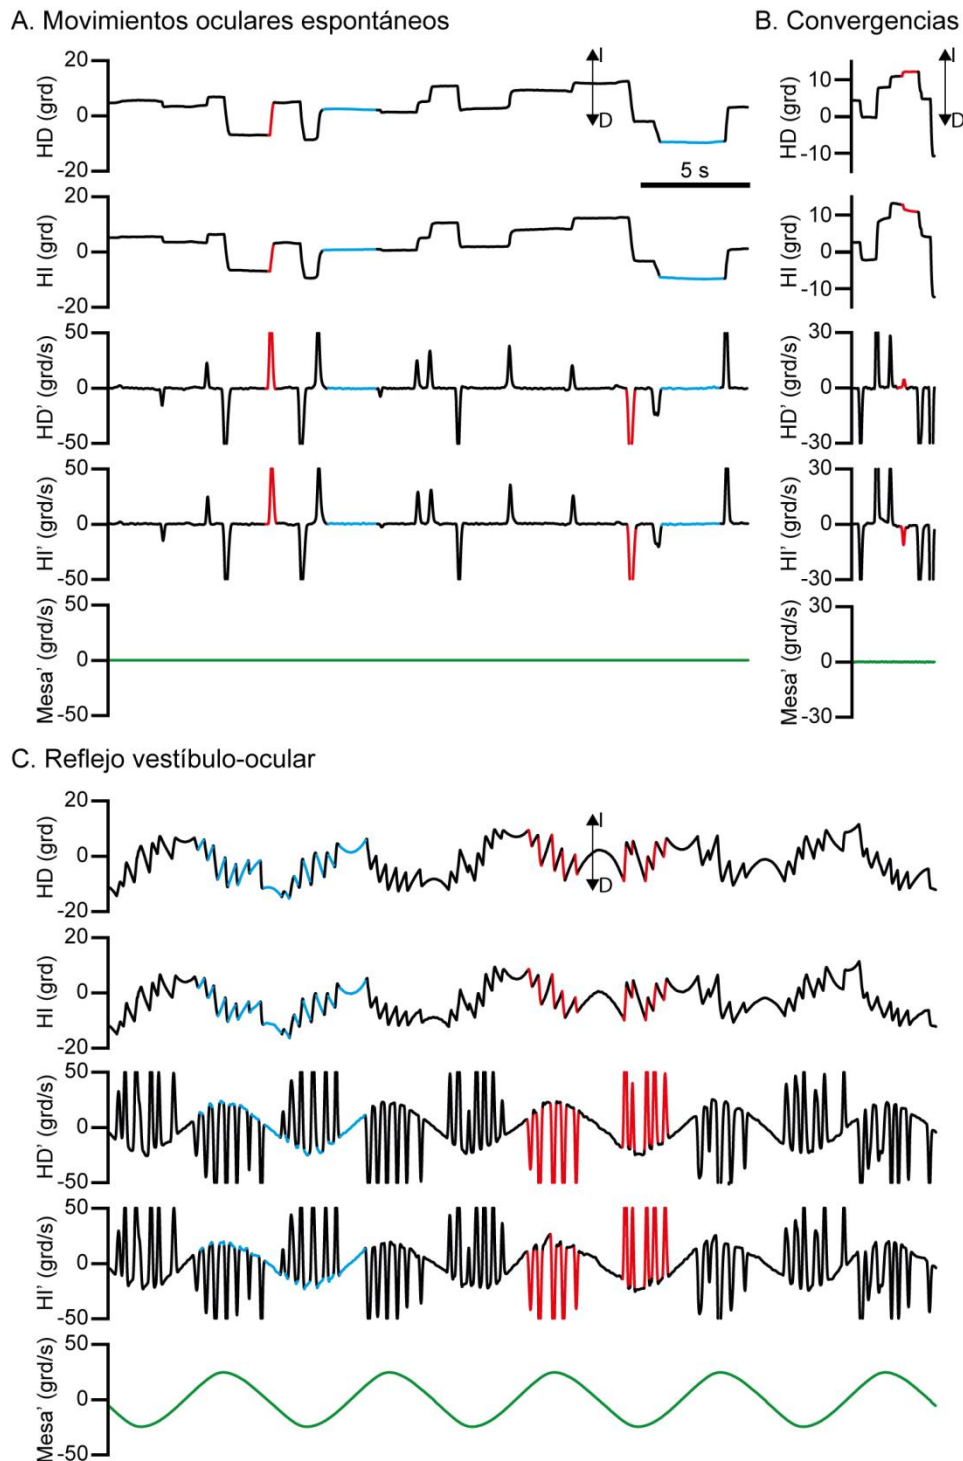 A. Movimientos oculares espontáneos
B. Convergencias
20
0
-20
HD (grd)
I
D
5 s
10
0
-10
HD (grd)
I
D
20
0
-20
HI (grd)
10
0
-10
HI (grd)
50
0
-50
HD' (grd/s)
30
0
-30
HD' (grd/s)
50
0
-50
HI' (grd/s)
30
0
-30
HI' (grd/s)
50
0
-50
Mesa' (grd/s)
30
0
-30
Mesa' (grd/s)
C. Reflejo vestíbulo-ocular
20
0
-20
HD (grd)
I
D
20
0
-20
HI (grd)
50
0
-50
HD' (grd/s)
50
0
-50
HI' (grd/s)
50
0
-50
Mesa' (grd/s)